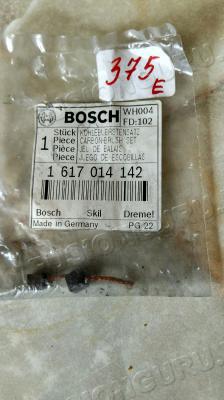 375
E
BOSCH
WH004
FD:102
Stück KOHLEBÜRSTENSATZ
1 Piece CARBON-BRUSH SET
Pièce JEU DE BALAIS
Pieza JUEGO DE ESCOBILLAS
1 617 014 142
Bosch Skil Dremel
Made in Germany PG 22